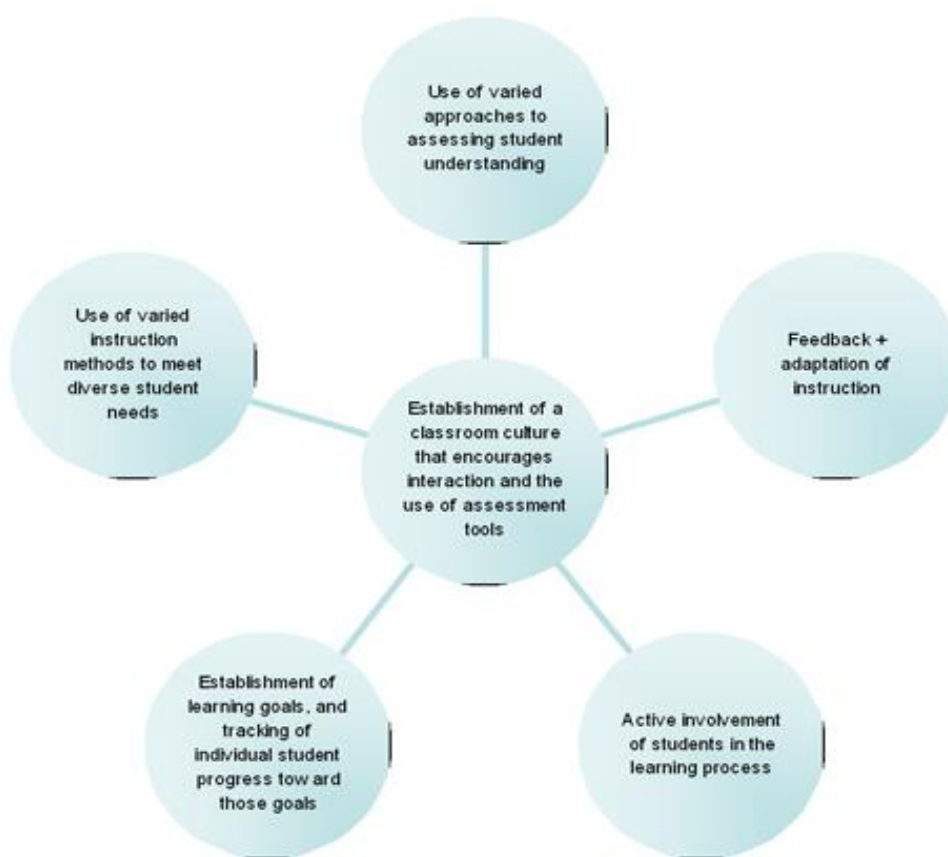 Use of varied
approaches to
assessing student
understanding
Use of varied
instruction
methods to meet
diverse student
needs
Feedback +
adaptation of
instruction
Establishment of a
classroom culture
that encourages
interaction and the
use of assessment
tools
Establishment of
learning goals, and
tracking of
individual student
progress tow ard
those goals
Active involvement
of students in the
learning process